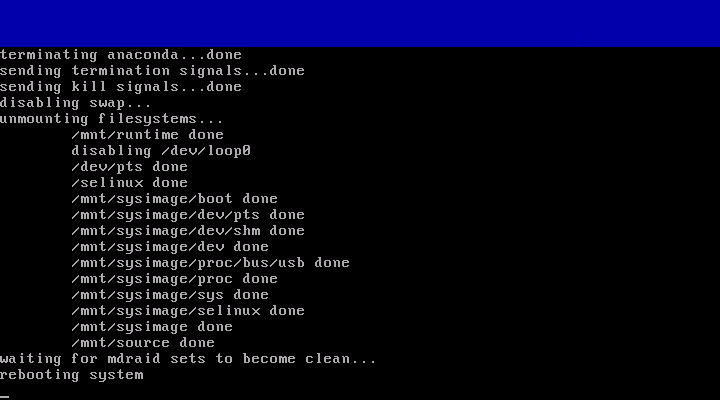 terminating anaconda...done
sending termination signals...done
sending kill signals...done
disabling swap...
unmounting filesystems...
/mnt/runtime done
disabling /dev/loop0
/dev/pts done
/selinux done
/mnt/sysimage/boot done
/mnt/sysimage/dev/pts done
/mnt/sysimage/dev/shm done
/mnt/sysimage/dev done
/mnt/sysimage/proc/bus/usb done
/mnt/sysimage/proc done
/mnt/sysimage/sys done
/mnt/sysimage/selinux done
/mnt/sysimage done
/mnt/source done
waiting for mdraid sets to become clean...
rebooting system